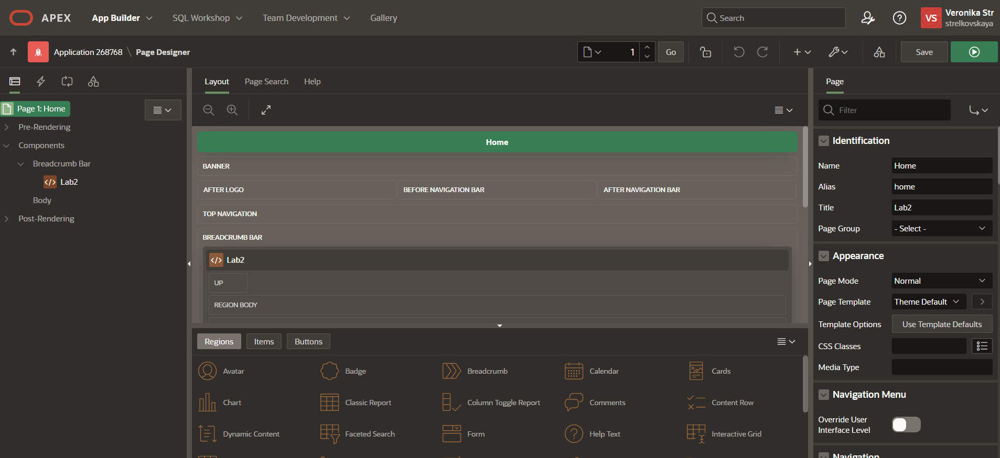 APEX
App Builder
SQL Workshop
Team Development
Gallery
Search
VS
Veronika Str
strelkovskaya
Application 268768 \ Page Designer
1
Go
Save
Page 1: Home
Pre-Rendering
Components
Breadcrumb Bar
Lab2
Body
Post-Rendering
Layout
Page Search
Help
Home
BANNER
AFTER LOGO
BEFORE NAVIGATION BAR
AFTER NAVIGATION BAR
TOP NAVIGATION
BREADCRUMB BAR
Lab2
UP
REGION BODY
Regions
Items
Buttons
Avatar
Badge
Breadcrumb
Calendar
Cards
Chart
Classic Report
Column Toggle Report
Comments
Content Row
Dynamic Content
Faceted Search
Form
Help Text
Interactive Grid
Page
Filter
Identification
Name
Home
Alias
home
Title
Lab2
Page Group
- Select -
Appearance
Page Mode
Normal
Page Template
Theme Default
Template Options
Use Template Defaults
CSS Classes
Media Type
Navigation Menu
Override User
Interface Level
Navigation